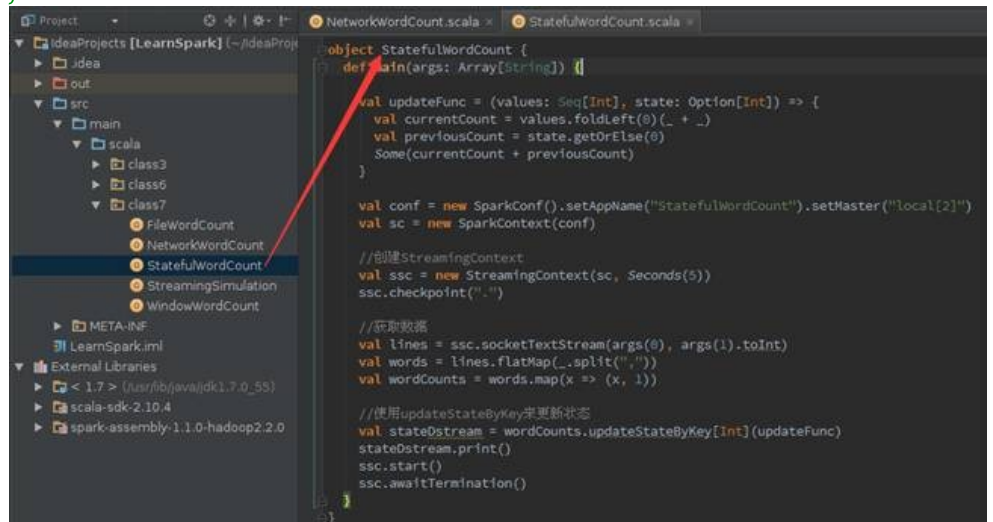 Project
NetworkWordCount.scala
StatefulWordCount.scala
IdeaProjects [LearnSpark] (~/IdeaProje
.idea
out
src
main
scala
class3
class6
class7
FileWordCount
NetworkWordCount
StatefulWordCount
StreamingSimulation
WindowWordCount
META-INF
LearnSpark.iml
External Libraries
< 1.7 > (/usr/lib/java/jdk1.7.0_55)
scala-sdk-2.10.4
spark-assembly-1.1.0-hadoop2.2.0
object StatefulWordCount {
def main(args: Array[String]) {
val updateFunc = (values: Seq[Int], state: Option[Int]) => {
val currentCount = values.foldLeft(0)(_ + _)
val previousCount = state.getOrElse(0)
Some(currentCount + previousCount)
}
val conf = new SparkConf().setAppName("StatefulWordCount").setMaster("local[2]")
val sc = new SparkContext(conf)
//创建StreamingContext
val ssc = new StreamingContext(sc, Seconds(5))
ssc.checkpoint(".")
//获取数据
val lines = ssc.socketTextStream(args(0), args(1).toInt)
val words = lines.flatMap(_.split(","))
val wordCounts = words.map(x => (x, 1))
//使用updateStateByKey来更新状态
val stateDstream = wordCounts.updateStateByKey[Int](updateFunc)
stateDstream.print()
ssc.start()
ssc.awaitTermination()
}
}